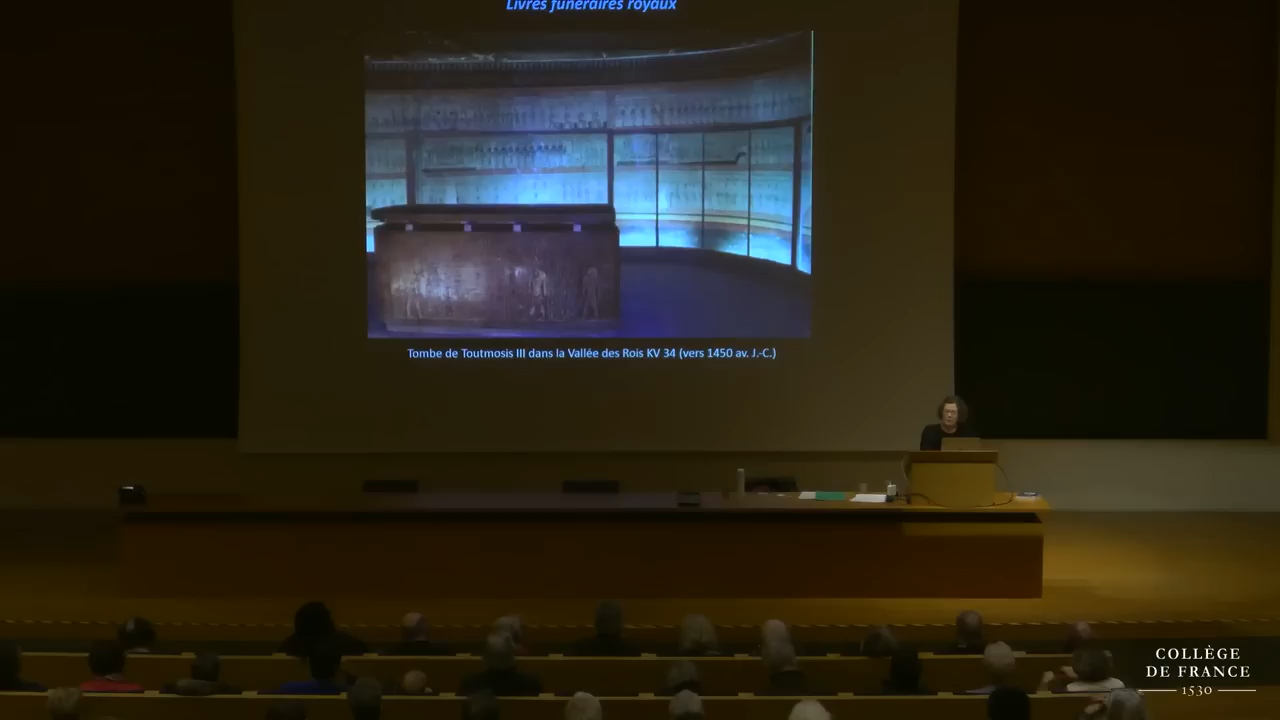 Livres funéraires royaux
Tombe de Toutmosis III dans la Vallée des Rois KV 34 (vers 1450 av. J.-C.)
COLLÈGE
DE FRANCE
1530